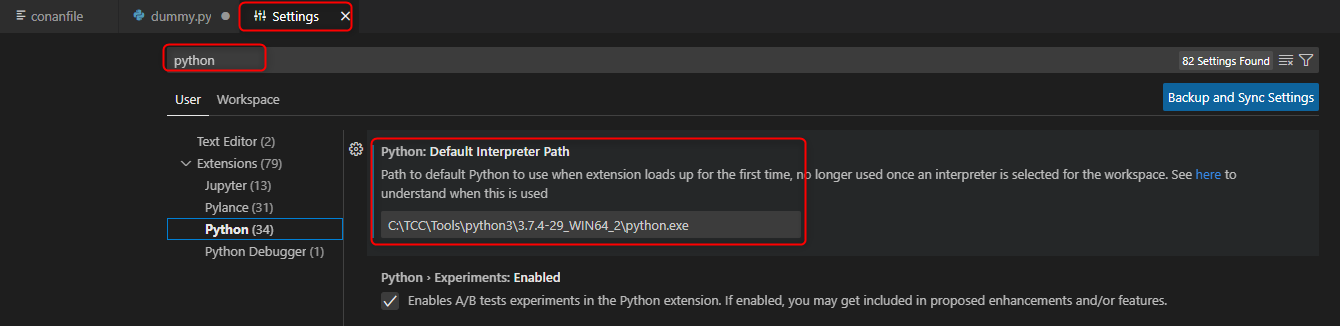 conanfile
dummy.py
Settings
python
82 Settings Found
User
Workspace
Backup and Sync Settings
Text Editor (2)
Extensions (79)
Jupyter (13)
Pylance (31)
Python (34)
Python Debugger (1)
Python: Default Interpreter Path
Path to default Python to use when extension loads up for the first time, no longer used once an interpreter is selected for the workspace. See here to
understand when this is used
C:\TCC\Tools\python3\3.7.4-29_WIN64_2\python.exe
Python › Experiments: Enabled
Enables A/B tests experiments in the Python extension. If enabled, you may get included in proposed enhancements and/or features.